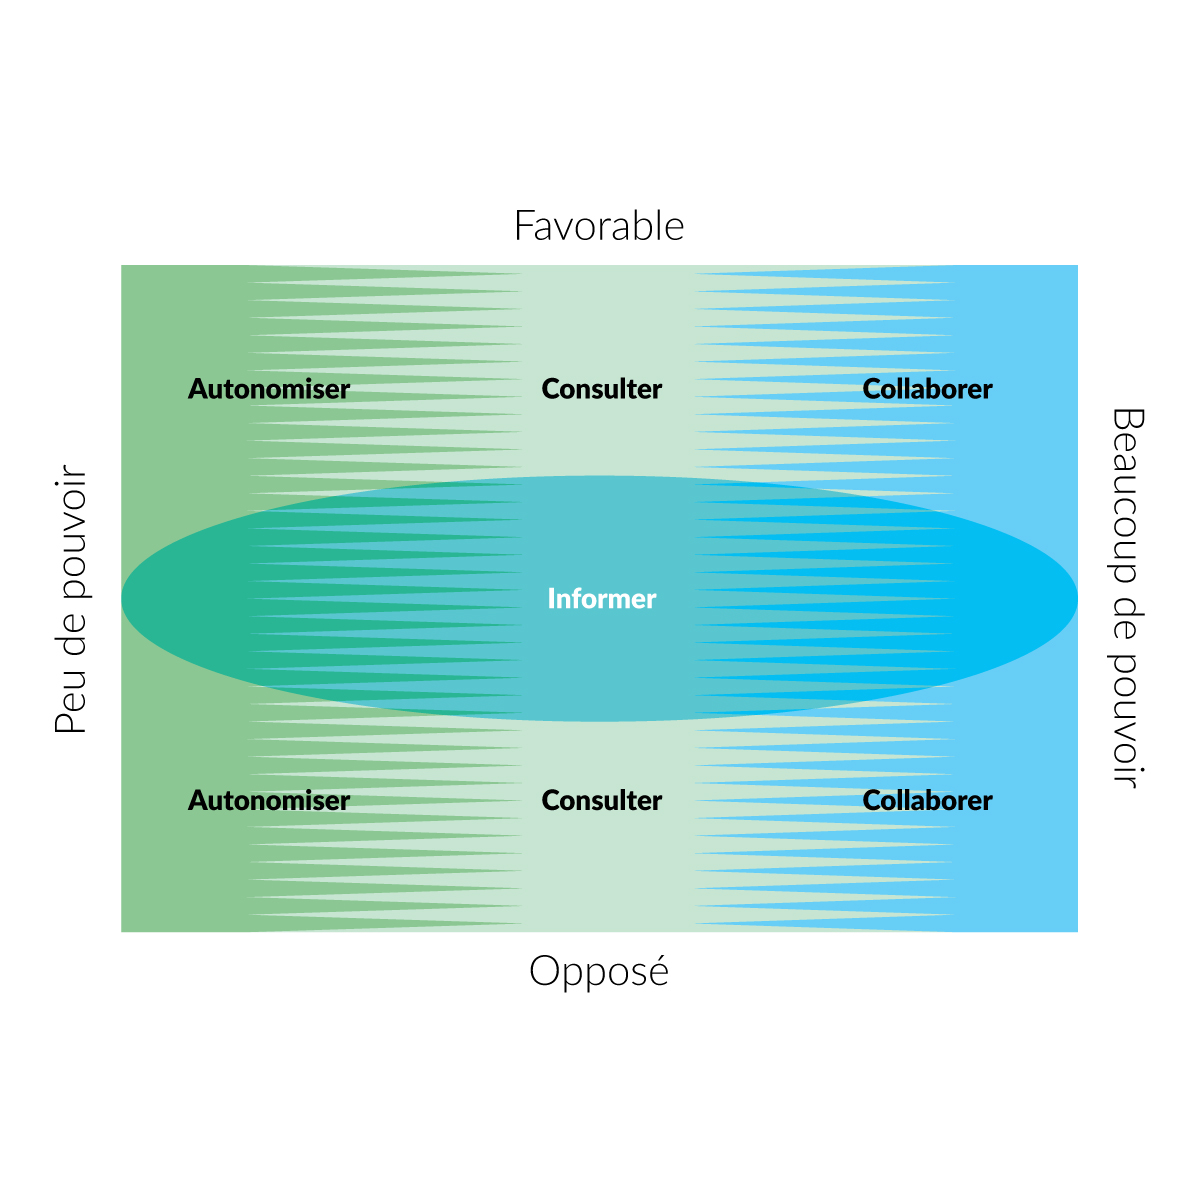 Favorable
Autonomiser
Consulter
Collaborer
Peu de pouvoir
Informer
Beaucoup de pouvoir
Autonomiser
Consulter
Collaborer
Opposé